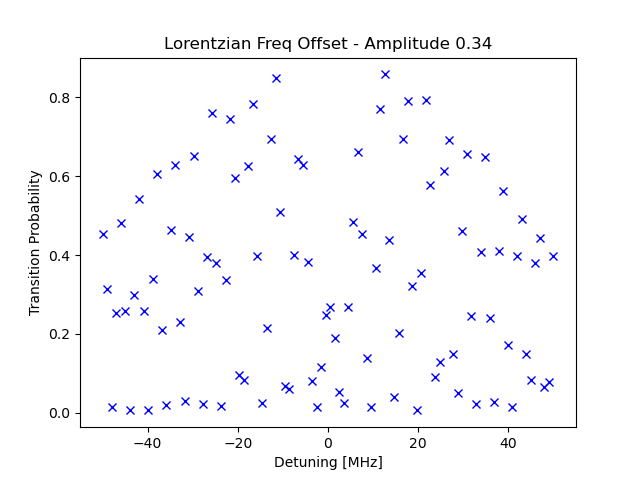 Lorentzian Freq Offset - Amplitude 0.34
Transition Probability
0.8
0.6
0.4
0.2
0.0
−40 −20 0 20 40
Detuning [MHz]